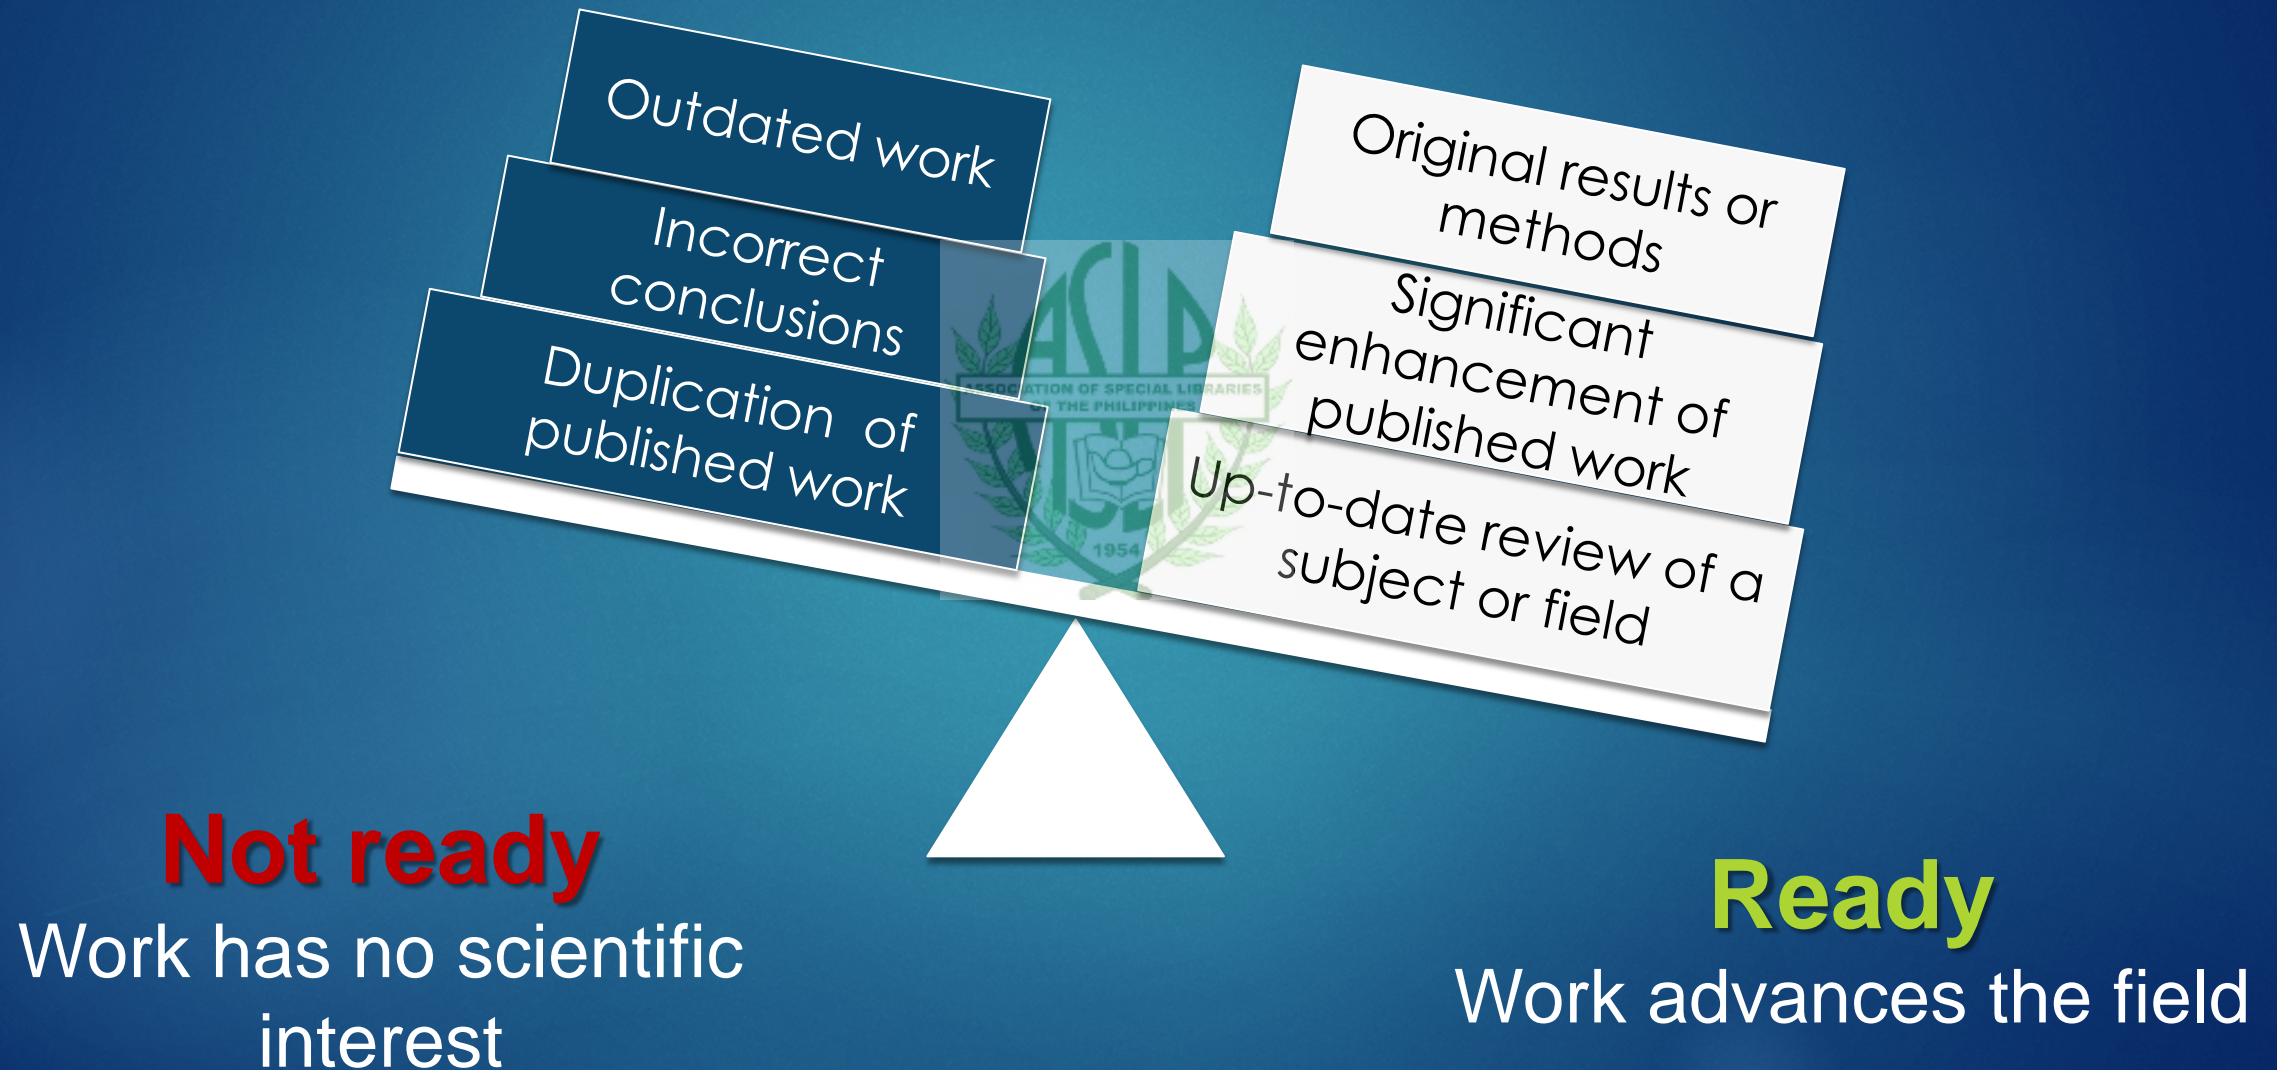 Outdated work
Incorrect
conclusions
Duplication of
published work
Original results or
methods
Significant
enhancement of
published work
Up-to-date review of a
subject or field
ASLP
ASSOCIATION OF SPECIAL LIBRARIES
OF THE PHILIPPINES
1954
Not ready
Work has no scientific
interest
Ready
Work advances the field